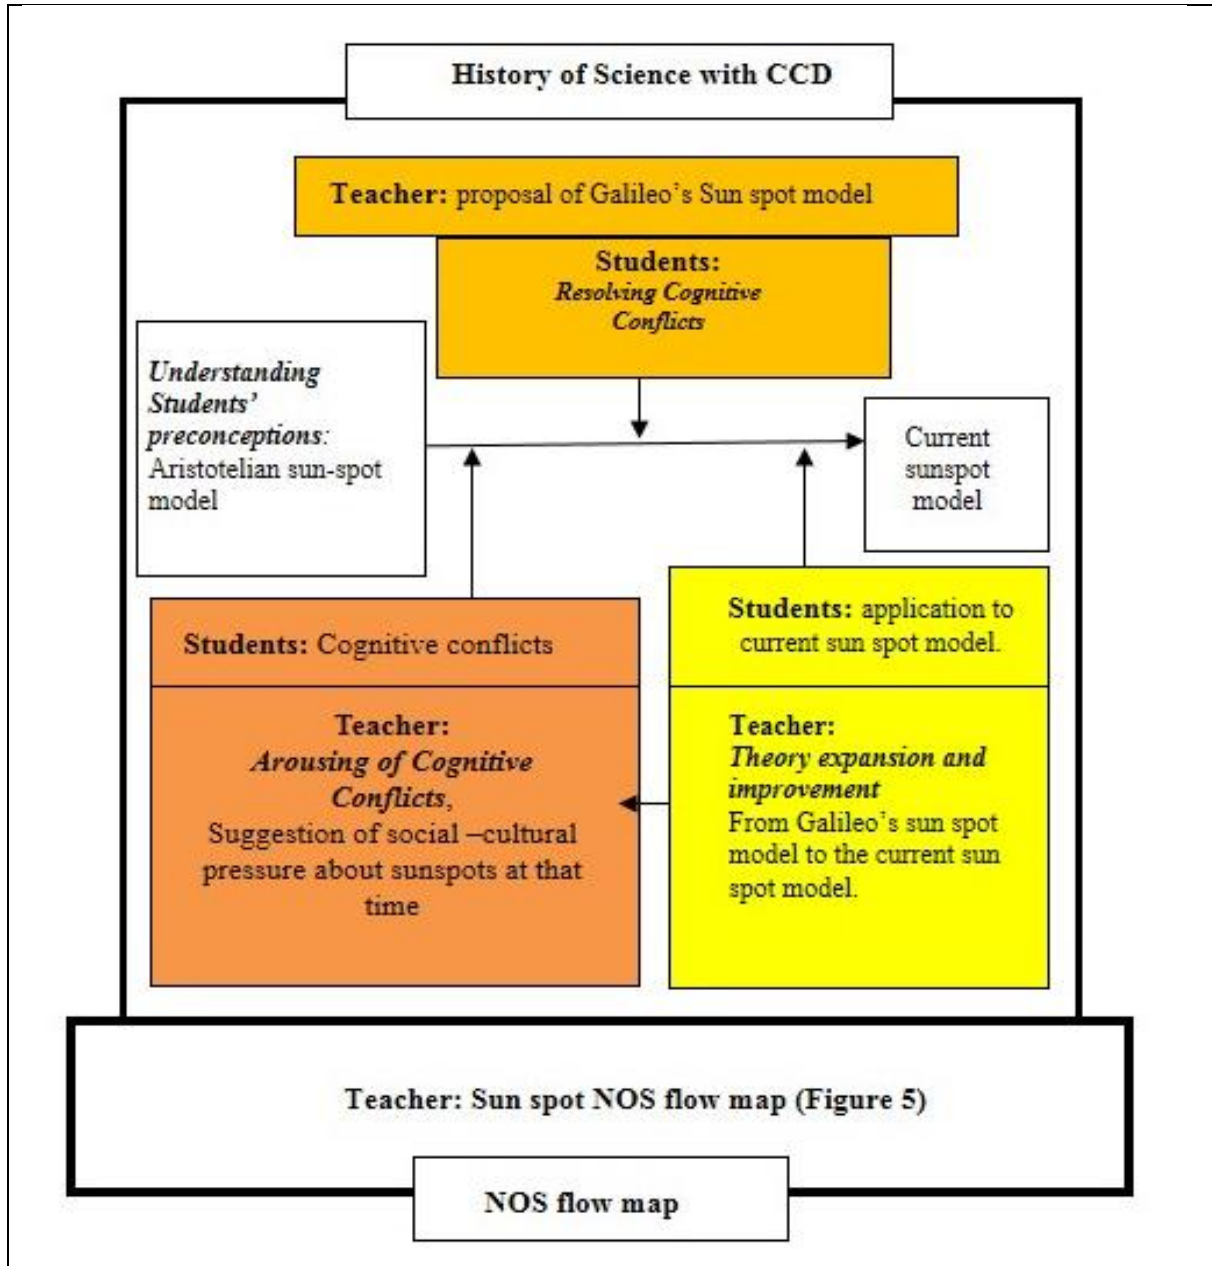 History of Science with CCD
Teacher: proposal of Galileo's Sun spot model
Students:
Resolving Cognitive
Conflicts
Understanding
Students'
preconceptions:
Aristotelian sun-spot
model
Current
sunspot
model
Students: Cognitive conflicts
Teacher:
Arousing of Cognitive
Conflicts,
Suggestion of social –cultural
pressure about sunspots at that
time
Students: application to
current sun spot model.
Teacher:
Theory expansion and
improvement
From Galileo's sun spot
model to the current sun
spot model.
Teacher: Sun spot NOS flow map (Figure 5)
NOS flow map